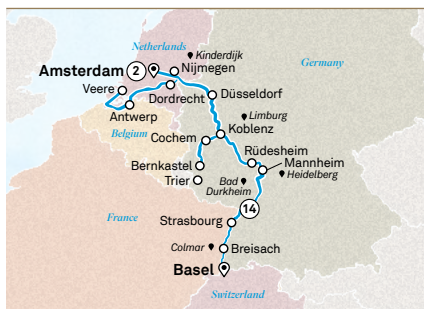 Netherlands
Kinderdijk
Germany
Amsterdam 2
Nijmegen
Veere
Dordrecht
Düsseldorf
Antwerp
Limburg
Belgium
Koblenz
Cochem
Rüdesheim
Mannheim
Bernkastel
Heidelberg
Trier
Bad
Durkheim
14
France
Strasbourg
Colmar
Breisach
Basel
Switzerland